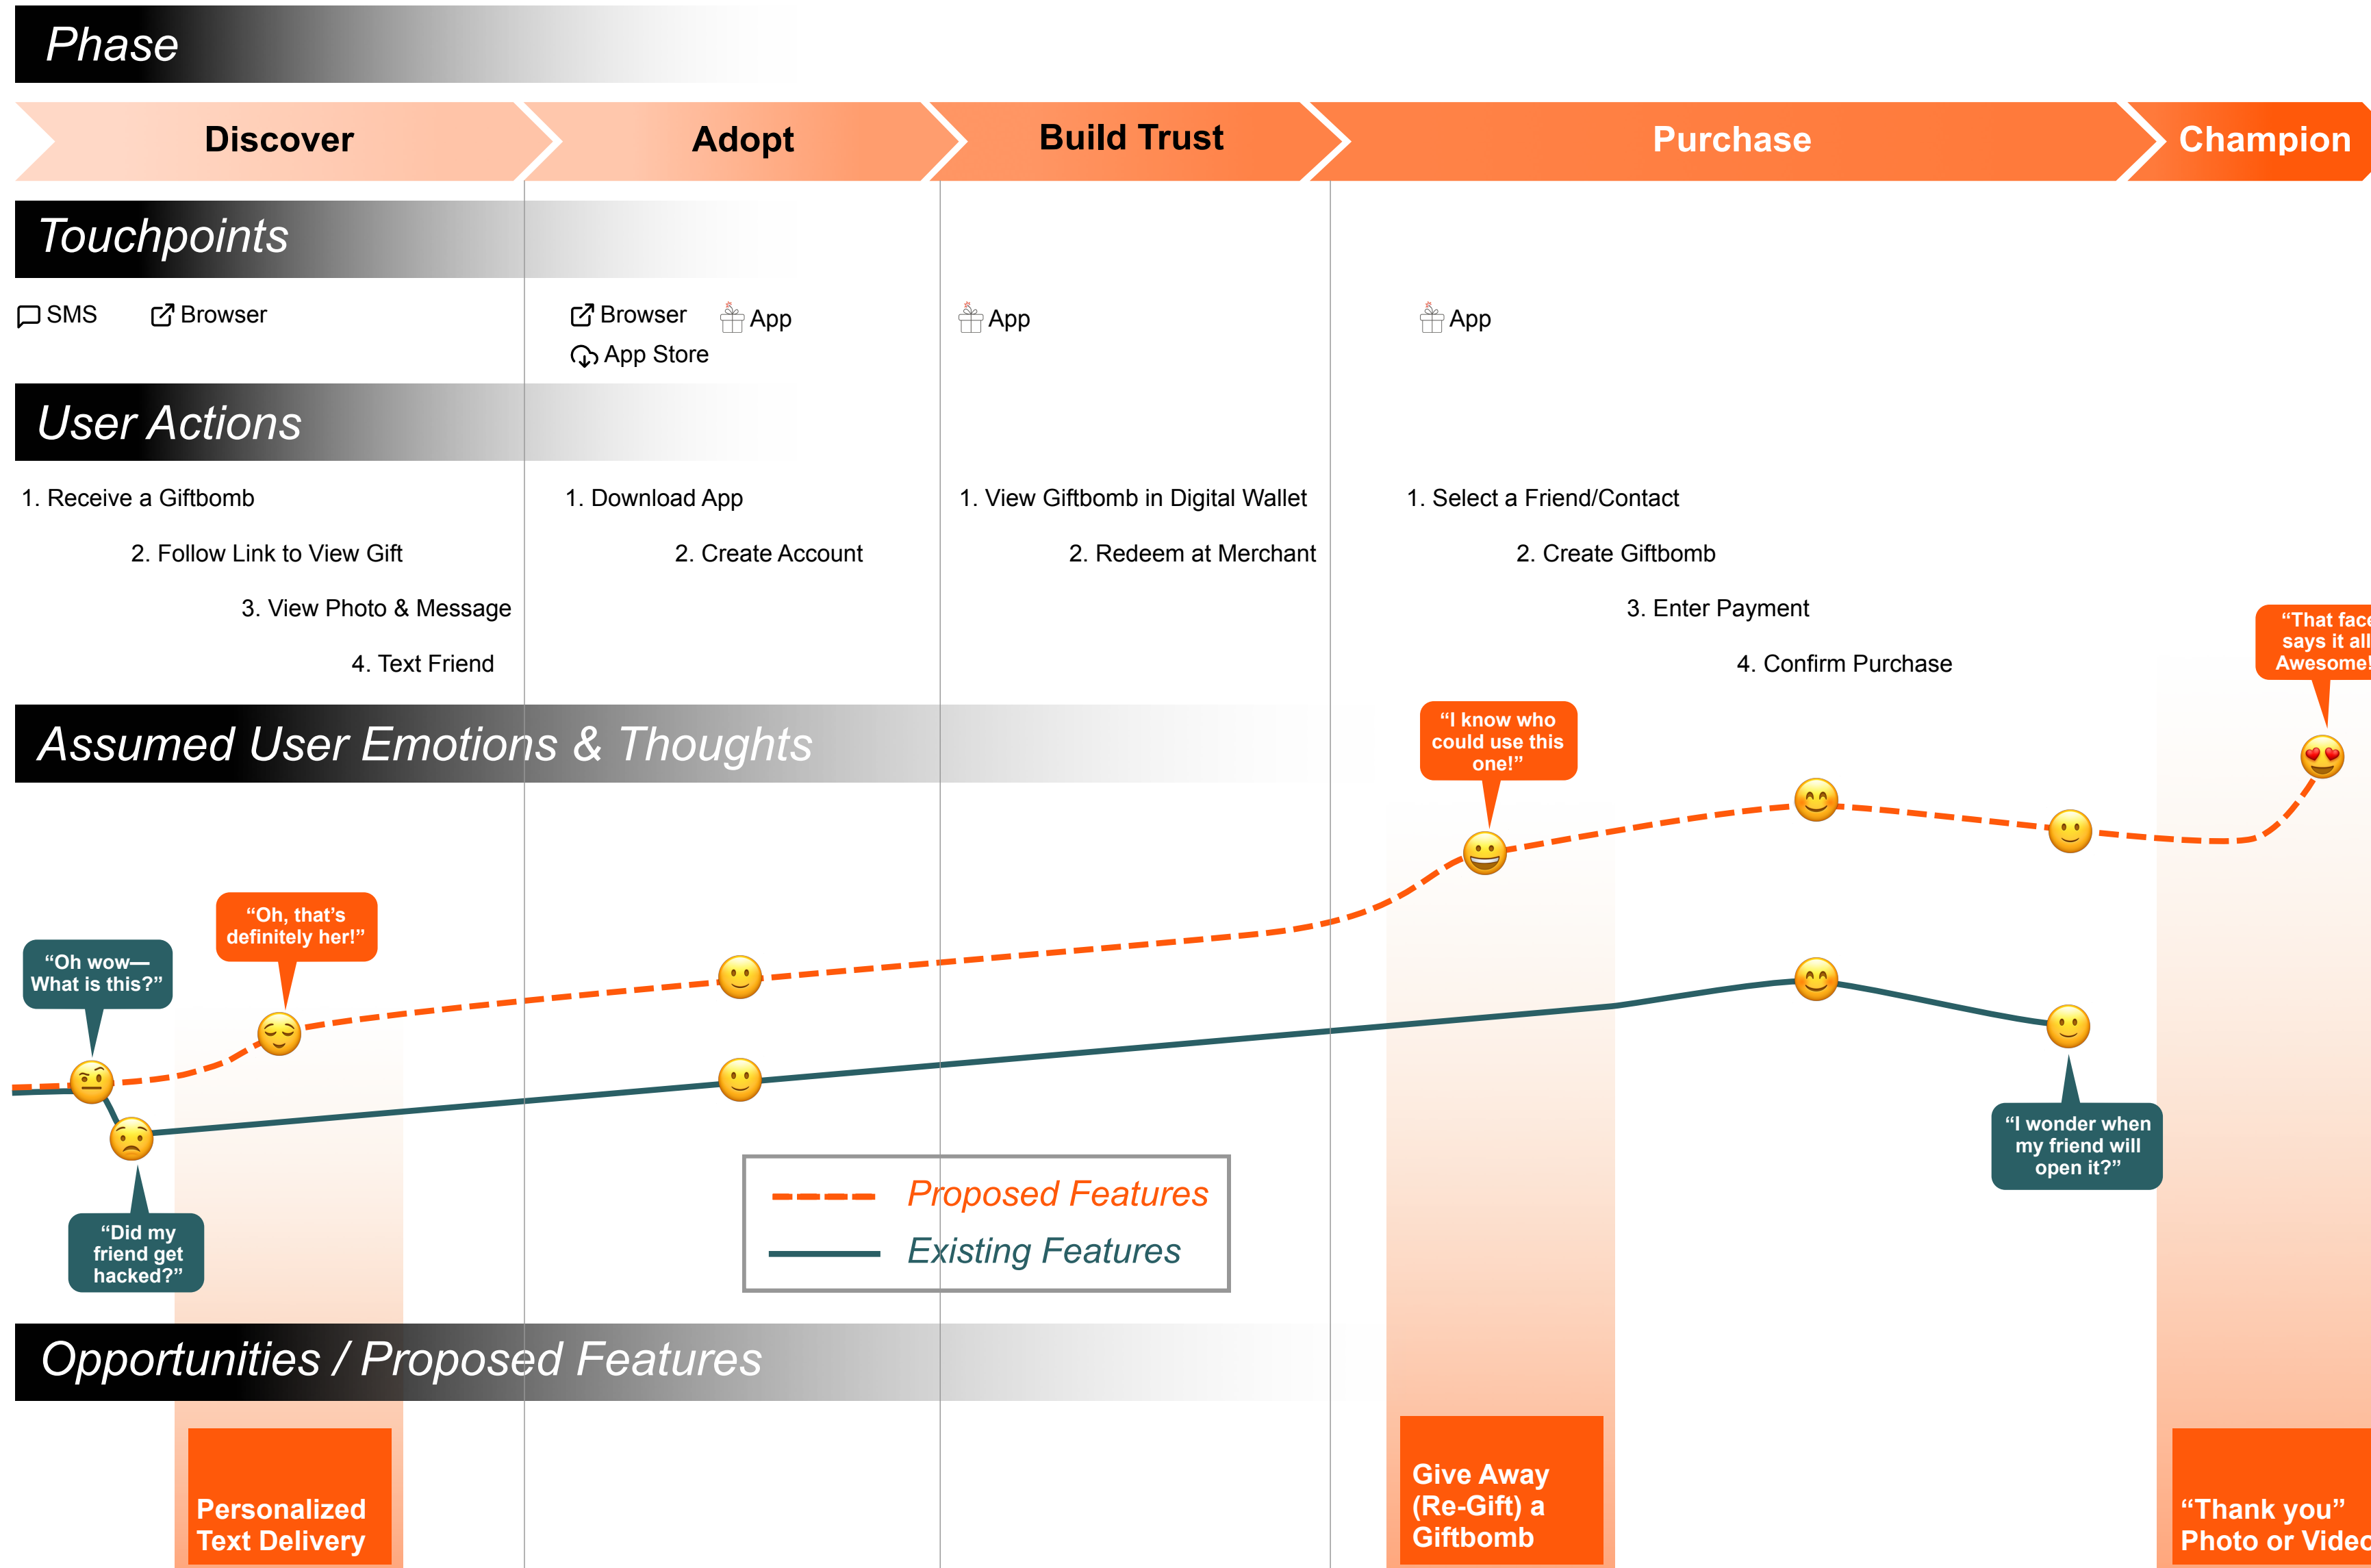 Phase
Discover
Adopt
Build Trust
Purchase
Champion
Touchpoints
SMS
Browser
Browser
App
App Store
App
App
User Actions
1. Receive a Giftbomb
2. Follow Link to View Gift
3. View Photo & Message
4. Text Friend
1. Download App
2. Create Account
1. View Giftbomb in Digital Wallet
2. Redeem at Merchant
1. Select a Friend/Contact
2. Create Giftbomb
3. Enter Payment
4. Confirm Purchase
Assumed User Emotions & Thoughts
“Oh wow—
What is this?”
“Did my
friend get
hacked?”
“Oh, that’s
definitely her!”
“I know who
could use this
one!”
“I wonder when
my friend will
open it?”
“That face
says it all
Awesome!
Proposed Features
Existing Features
Opportunities / Proposed Features
Personalized
Text Delivery
Give Away
(Re-Gift) a
Giftbomb
“Thank you”
Photo or Video